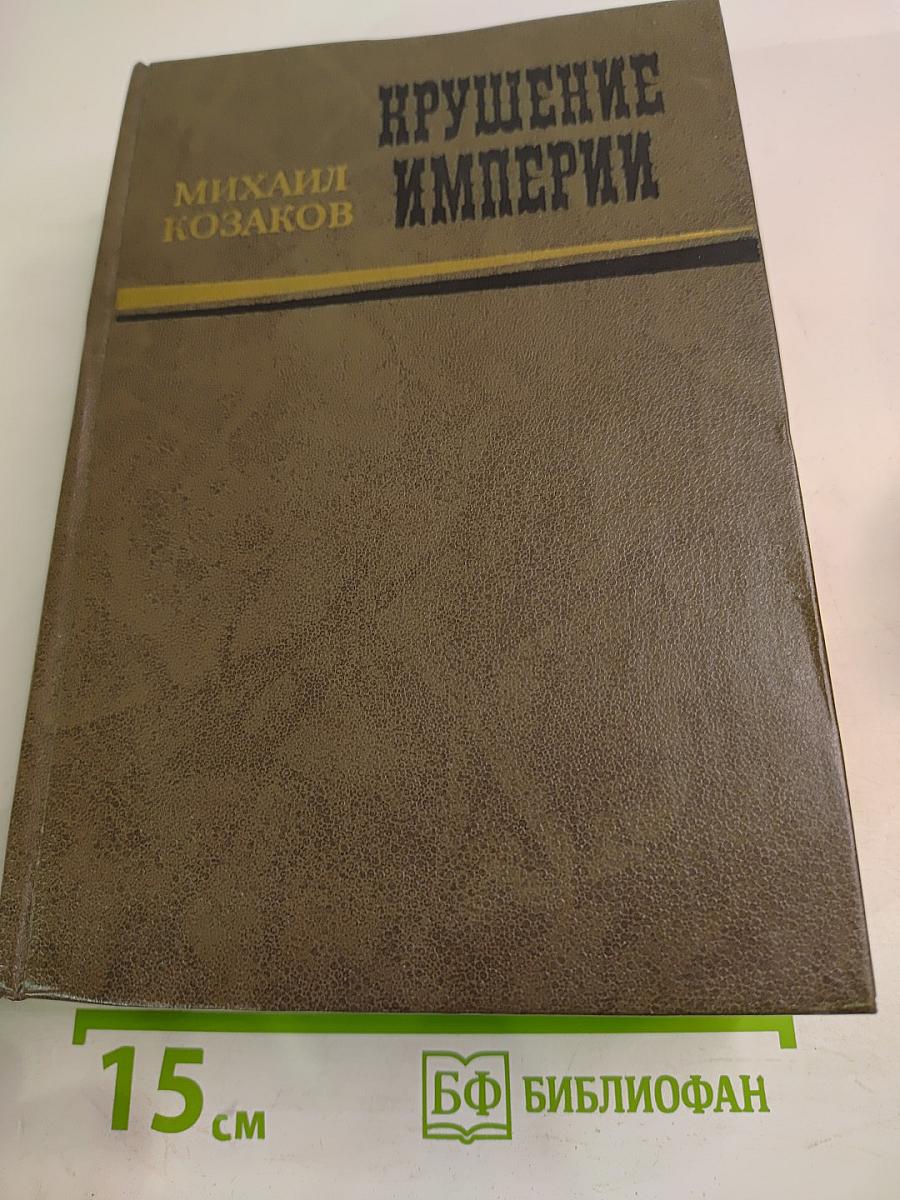 КРУШЕНИЕ
ИМПЕРИИ
МИХАИЛ
КОЗАКОВ
15 см
БФ БИБЛИОФАН